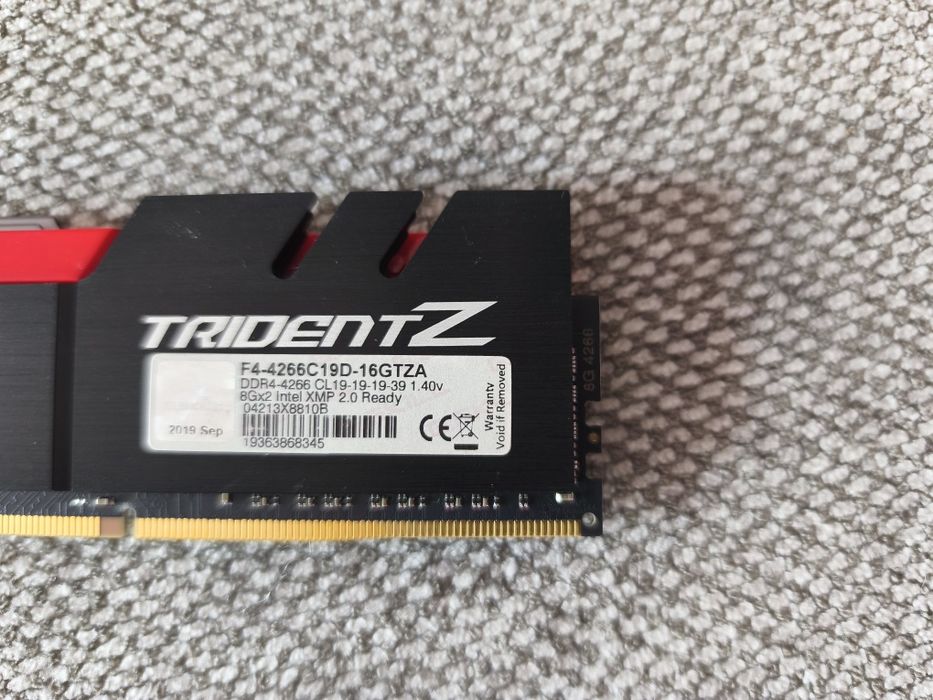 TRIDENTZ
F4-4266C19D-16GTZA
DDR4-4266 CL19-19-19-39 1.40v
8Gx2 Intel XMP 2.0 Ready
04213X8810B
2019 Sep
19363868345
CE
Warranty
Void if Removed
8G 4266